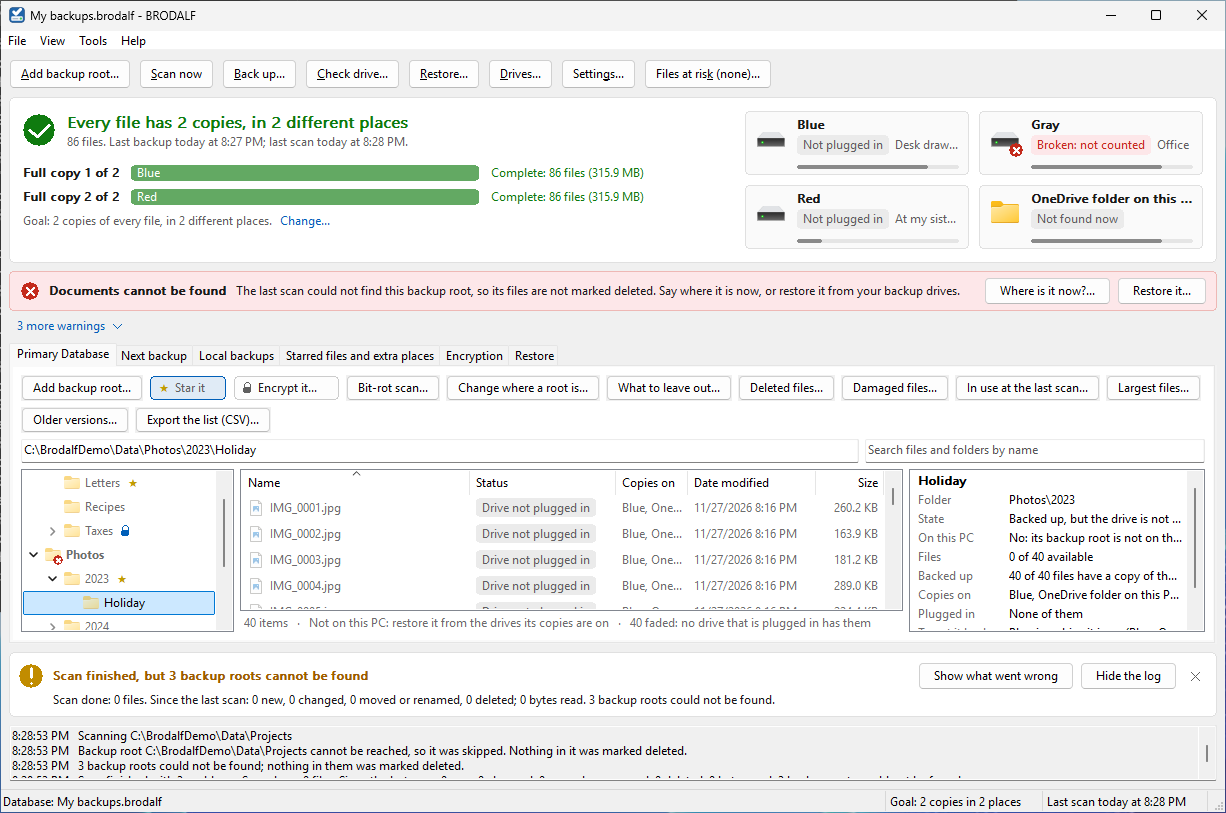 My backups.brodalf - BRODALF
File View Tools Help
Add backup root... Scan now Back up... Check drive... Restore... Drives... Settings... Files at risk (none)...
Every file has 2 copies, in 2 different places
86 files. Last backup today at 8:27 PM; last scan today at 8:28 PM.
Full copy 1 of 2 Blue Complete: 86 files (315.9 MB)
Full copy 2 of 2 Red Complete: 86 files (315.9 MB)
Goal: 2 copies of every file, in 2 different places. Change...
Blue
Not plugged in Desk draw...
Gray
Broken: not counted Office
Red
Not plugged in At my sist...
OneDrive folder on this ...
Not found now
Documents cannot be found The last scan could not find this backup root, so its files are not marked deleted. Say where it is now, or restore it from your backup drives. Where is it now?... Restore it...
3 more warnings
Primary Database Next backup Local backups Starred files and extra places Encryption Restore
Add backup root... Star it Encrypt it... Bit-rot scan... Change where a root is... What to leave out... Deleted files... Damaged files... In use at the last scan... Largest files...
Older versions... Export the list (CSV)...
C:\BrodalfDemo\Data\Photos\2023\Holiday Search files and folders by name
Letters
Recipes
Taxes
Photos
2023
Holiday
2024
Name Status Copies on Date modified Size
IMG_0001.jpg Drive not plugged in Blue, One... 11/27/2026 8:16 PM 260.2 KB
IMG_0002.jpg Drive not plugged in Blue, One... 11/27/2026 8:16 PM 163.9 KB
IMG_0003.jpg Drive not plugged in Blue, One... 11/27/2026 8:16 PM 181.2 KB
IMG_0004.jpg Drive not plugged in Blue, One... 11/27/2026 8:16 PM 289.0 KB
40 items · Not on this PC: restore it from the drives its copies are on · 40 faded: no drive that is plugged in has them
Holiday
Folder Photos\2023
State Backed up, but the drive is not ...
On this PC No: its backup root is not on th...
Files 0 of 40 available
Backed up 40 of 40 files have a copy of th...
Copies on Blue, OneDrive folder on this P...
Plugged in None of them
Scan finished, but 3 backup roots cannot be found
Scan done: 0 files. Since the last scan: 0 new, 0 changed, 0 moved or renamed, 0 deleted; 0 bytes read. 3 backup roots could not be found.
Show what went wrong Hide the log
8:28:53 PM Scanning C:\BrodalfDemo\Data\Projects
8:28:53 PM Backup root C:\BrodalfDemo\Data\Projects cannot be reached, so it was skipped. Nothing in it was marked deleted.
8:28:53 PM 3 backup roots could not be found; nothing in them was marked deleted.
Database: My backups.brodalf Goal: 2 copies in 2 places Last scan today at 8:28 PM